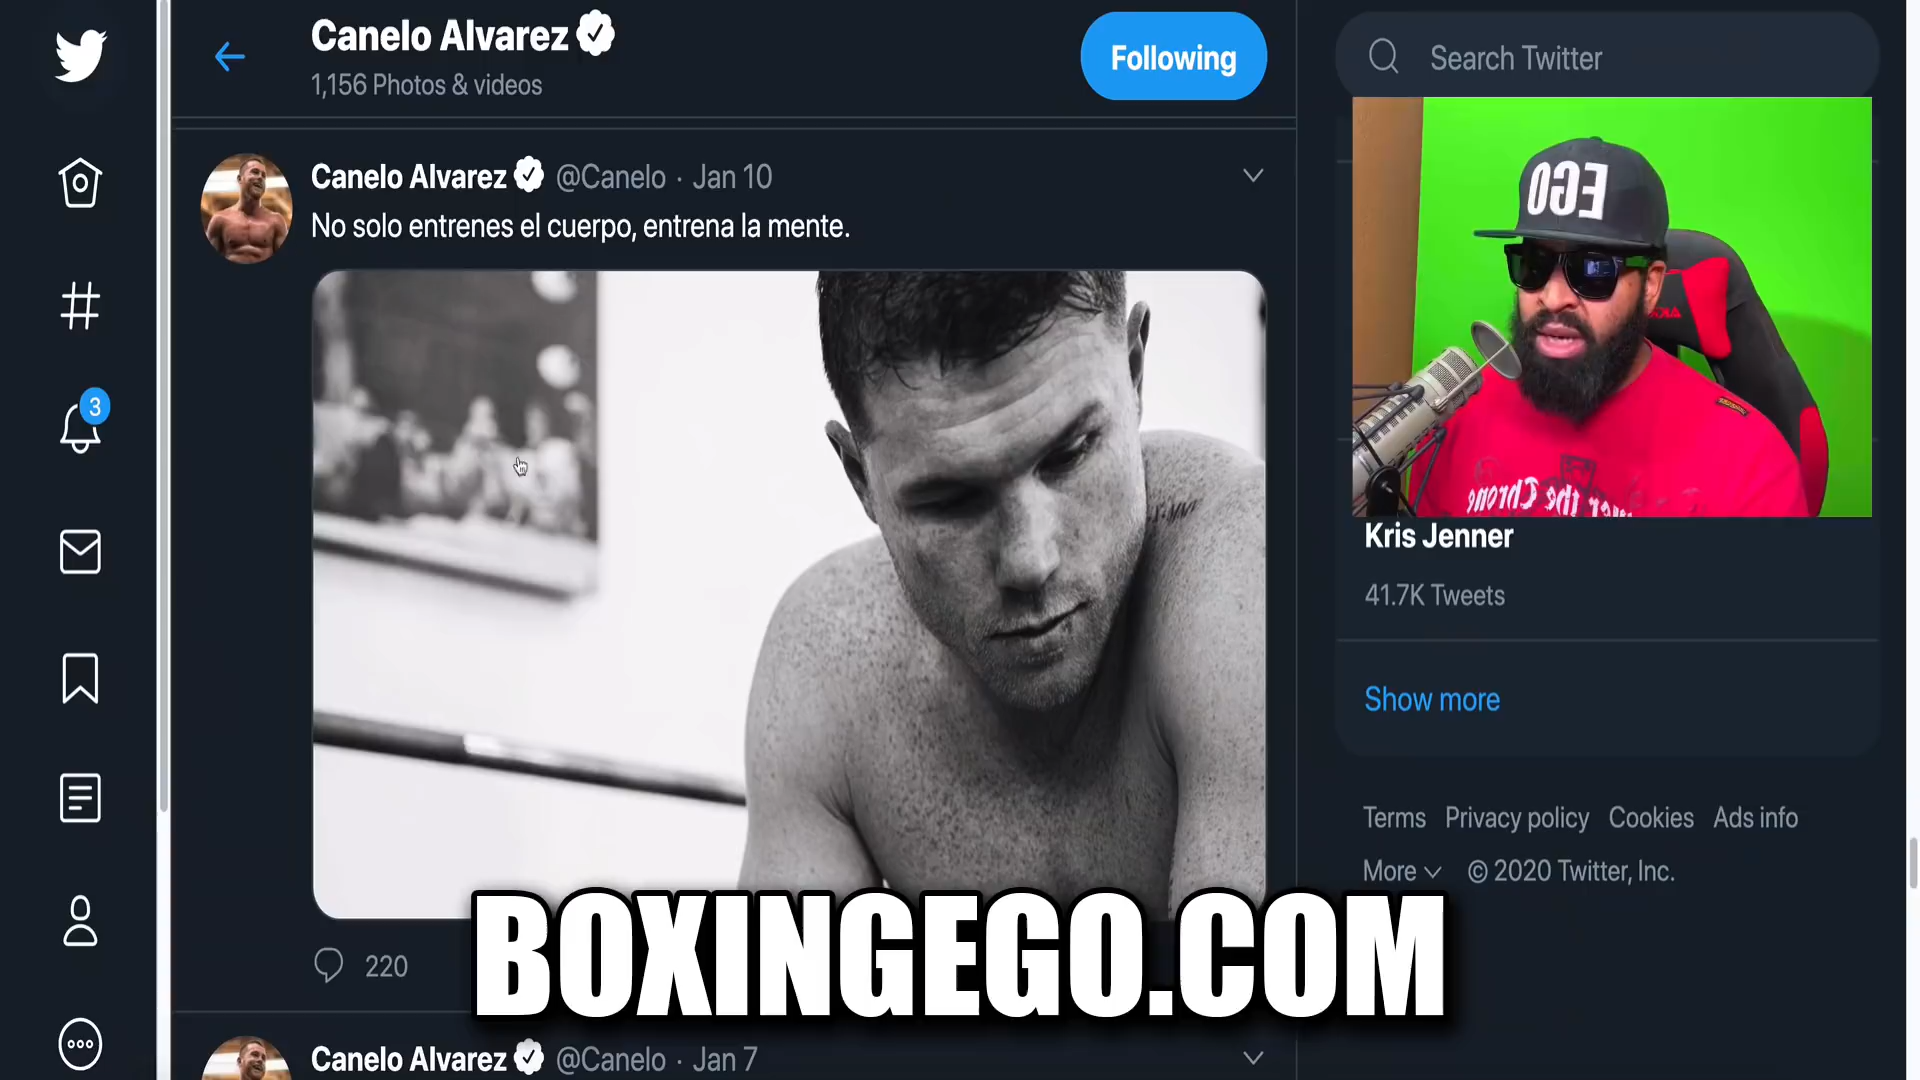 Canelo Alvarez
1,156 Photos & videos
Following
Search Twitter
Canelo Alvarez @Canelo · Jan 10
No solo entrenes el cuerpo, entrena la mente.
3
EGO
Kris Jenner
41.7K Tweets
Show more
Terms Privacy policy Cookies Ads info
More © 2020 Twitter, Inc.
220
BOXINGEGO.COM
Canelo Alvarez @Canelo · Jan 7